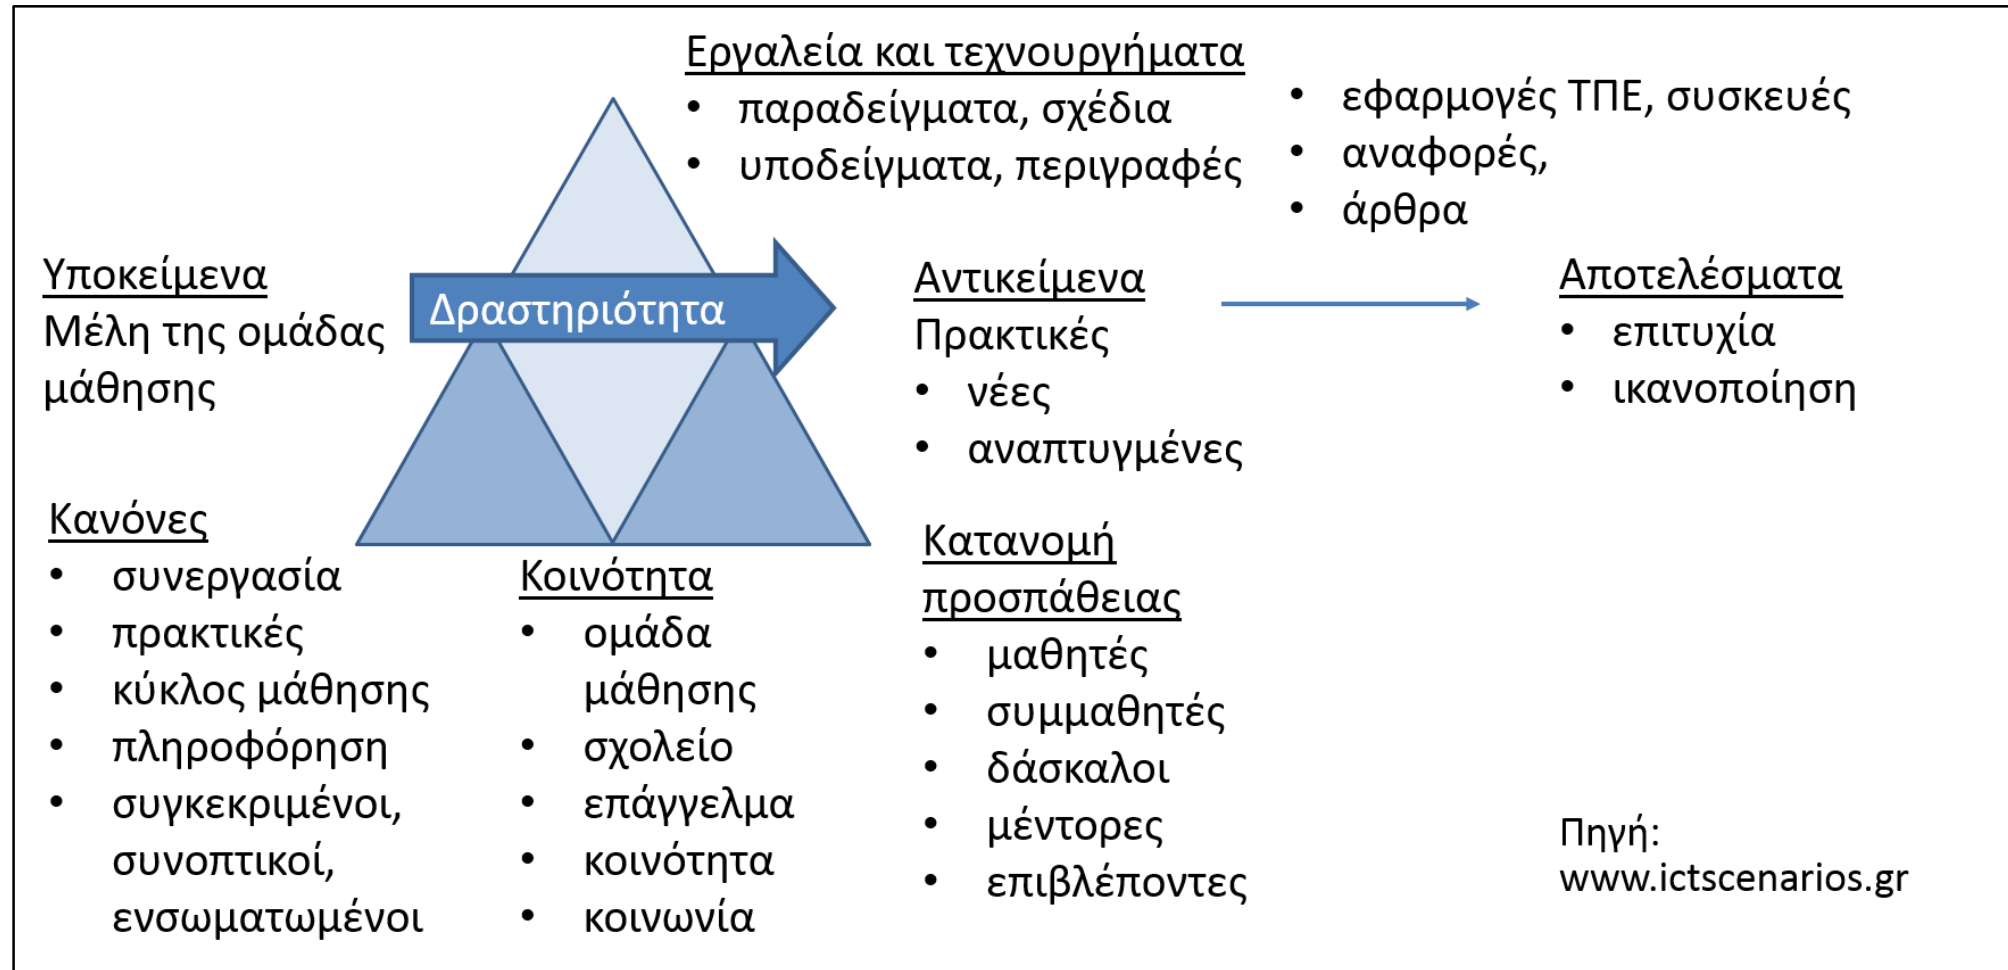 Εργαλεία και τεχνουργήματα
• παραδείγματα, σχέδια
• υποδείγματα, περιγραφές
• εφαρμογές ΤΠΕ, συσκευές
• αναφορές,
• άρθρα
Υποκείμενα
Μέλη της ομάδας
μάθησης
Δραστηριότητα
Αντικείμενα
Πρακτικές
• νέες
• αναπτυγμένες
Αποτελέσματα
• επιτυχία
• ικανοποίηση
Κανόνες
• συνεργασία
• πρακτικές
• κύκλος μάθησης
• πληροφόρηση
• συγκεκριμένοι,
συνοπτικοί,
ενσωματωμένοι
Κοινότητα
• ομάδα
μάθησης
• σχολείο
• επάγγελμα
• κοινότητα
• κοινωνία
Κατανομή
προσπάθειας
• μαθητές
• συμμαθητές
• δάσκαλοι
• μέντορες
• επιβλέποντες
Πηγή:
www.ictscenarios.gr